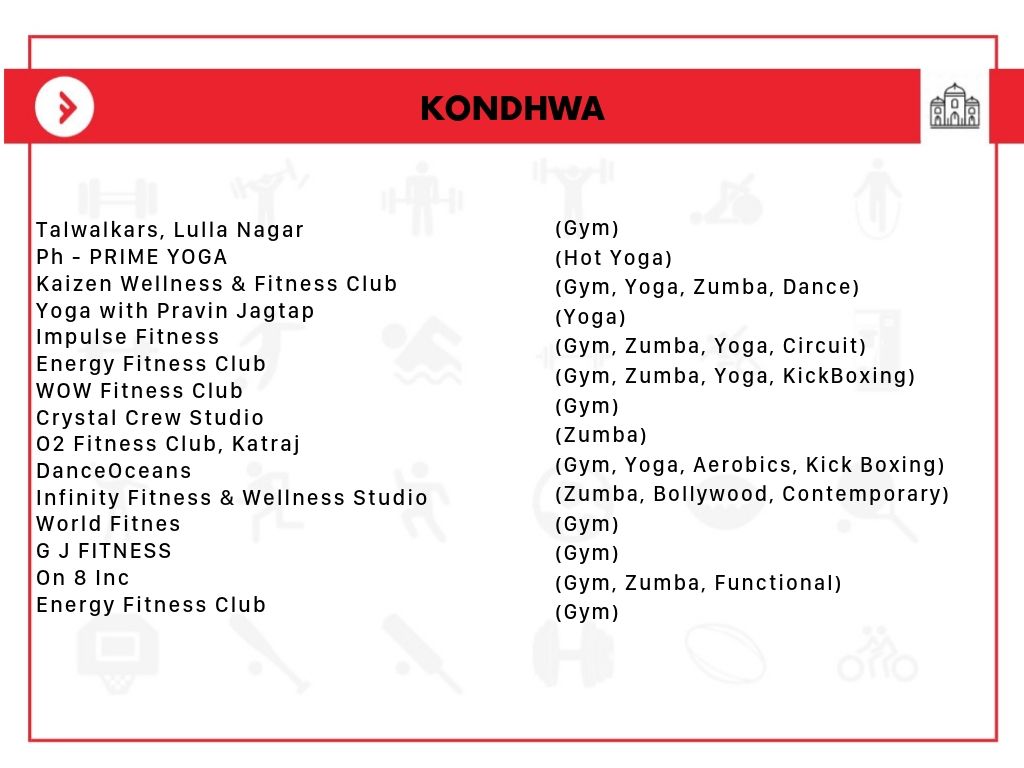 KONDHWA
Talwalkars, Lulla Nagar
Ph - PRIME YOGA
Kaizen Wellness & Fitness Club
Yoga with Pravin Jagtap
Impulse Fitness
Energy Fitness Club
WOW Fitness Club
Crystal Crew Studio
O2 Fitness Club, Katraj
DanceOceans
Infinity Fitness & Wellness Studio
World Fitnes
G J FITNESS
On 8 Inc
Energy Fitness Club
(Gym)
(Hot Yoga)
(Gym, Yoga, Zumba, Dance)
(Yoga)
(Gym, Zumba, Yoga, Circuit)
(Gym, Zumba, Yoga, KickBoxing)
(Gym)
(Zumba)
(Gym, Yoga, Aerobics, Kick Boxing)
(Zumba, Bollywood, Contemporary)
(Gym)
(Gym)
(Gym, Zumba, Functional)
(Gym)